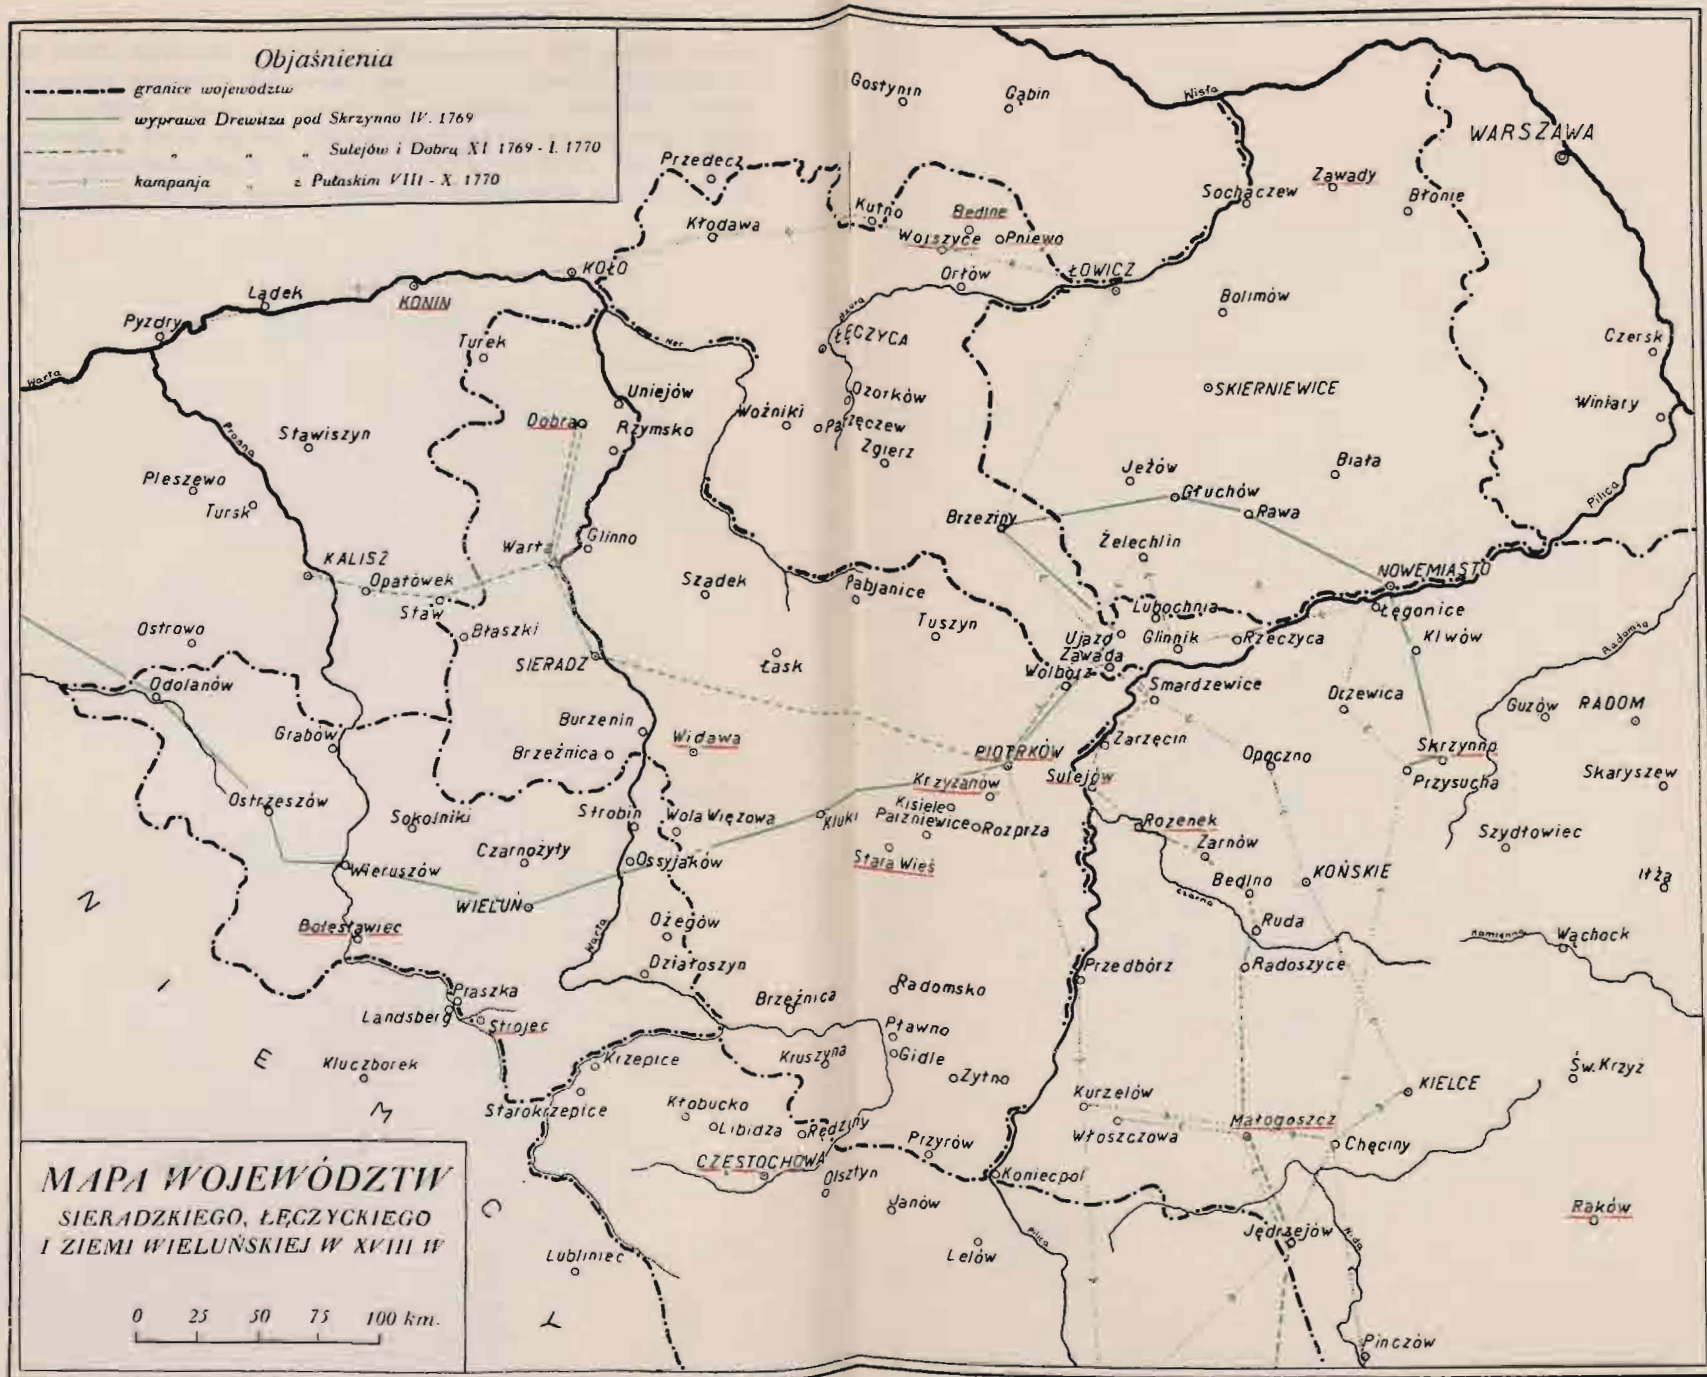 Objaśnienia
granice województw
wyprawa Drewitza pod Skrzynno IV. 1769
„ „ „ Sulejów i Dobrą XI 1769 - I. 1770
kampanja „ z Pułaskim VIII - X. 1770
Gostynin
Gąbin
Wisła
WARSZAWA
Przedecz
Zawady
Sochaczew
Błonie
Kutno
Bedlne
Kłodawa
Wojszyce
Pniewo
KOŁO
Orłów
ŁOWICZ
Lądek
KONIN
Bolimów
Pyzdry
Bzura
Turek
Ner
ŁĘCZYCA
Czersk
Warta
SKIERNIEWICE
Uniejów
Ozorków
Winiary
Dobra
Woźniki
Rzymsko
Parzęczew
Stawiszyn
Prosna
Zgierz
Biała
Jeżów
Pleszewo
Głuchów
Pilica
Tursk
Rawa
Brzeziny
Glinno
Warta
Żelechlin
KALISZ
NOWEMIASTO
Opatówek
Szadek
Pabjanice
Staw
Lubochnia
Łęgonice
Tuszyn
Ostrowo
Błaszki
Ujazd
Glinnik
Rzeczyca
Klwów
Radomka
SIERADZ
Łask
Zawada
Wolbórz
Odolanów
Smardzewice
Drzewica
Guzów
RADOM
Burzenin
Grabów
Widawa
Brzeźnica
PIOTRKÓW
Zarzęcin
Opoczno
Skrzynno
Sulejów
Przysucha
Skaryszew
Krzyżanów
Ostrzeszów
Kisiele
Sokolniki
Strobin
Wola Więzowa
Kluki
Parzniewice
Rozprza
Rozenek
Szydłowiec
Czarnożyły
Ossyjaków
Stara Wieś
Żarnów
Wieruszów
Bedlno
KOŃSKIE
Iłża
WIELUŃ
Czarna
Bolesławiec
Ożegów
Ruda
Warta
Kamienna
Wąchock
Działoszyn
Przedbórz
Radoszyce
Praszka
Brzeźnica
Radomsko
Landsberg
Strojec
Pławno
Kluczborek
Krzepice
Kruszyna
Gidle
Żytno
Św. Krzyż
Kurzelów
KIELCE
Starokrzepice
Kłobucko
Libidza
Rędziny
Małogoszcz
Włoszczowa
Chęciny
Przyrów
CZĘSTOCHOWA
Koniecpol
Olsztyn
Janów
Raków
Jędrzejów
Nida
Pilica
Lelów
Lubliniec
Pinczów
N I E M C Y
MAPA WOJEWÓDZTW
SIERADZKIEGO, ŁĘCZYCKIEGO
I ZIEMI WIELUŃSKIEJ W XVIII W
0 25 50 75 100 km.